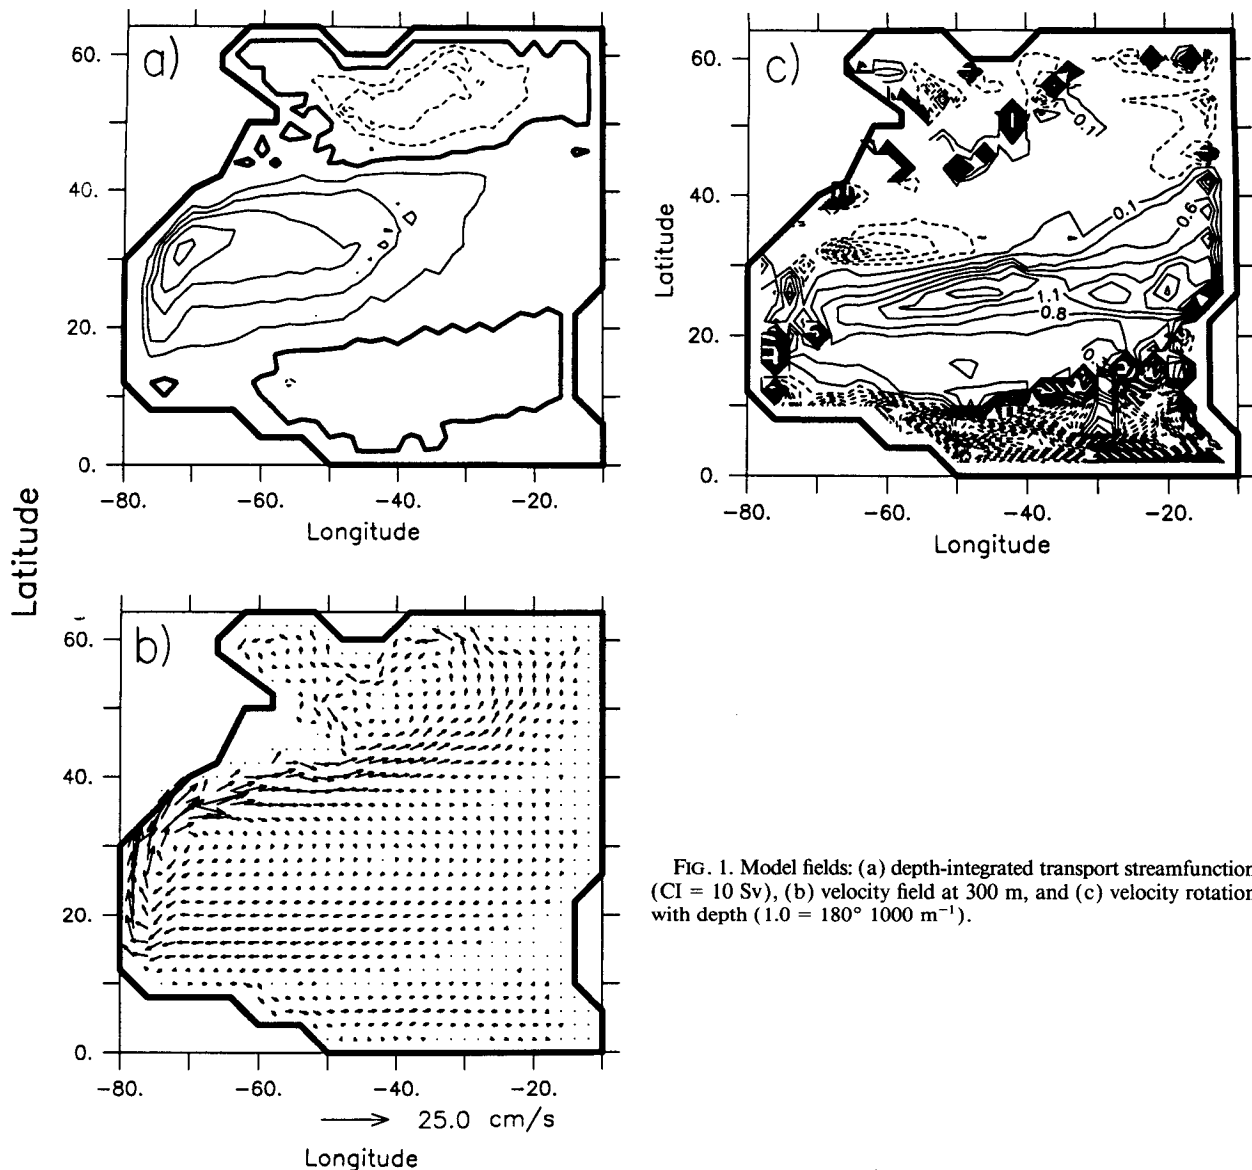 a)
60.
40.
20.
0.
-80.
-60.
-40.
-20.
Longitude
Latitude
c)
60.
40.
20.
0.
0.1
0.1
0.6
1.1
0.8
-80.
-60.
-40.
-20.
Longitude
Latitude
b)
60.
40.
20.
0.
-80.
-60.
-40.
-20.
25.0 cm/s
Longitude
FIG. 1. Model fields: (a) depth-integrated transport streamfunction
(CI = 10 Sv), (b) velocity field at 300 m, and (c) velocity rotation
with depth (1.0 = 180° 1000 m⁻¹).
Latitude